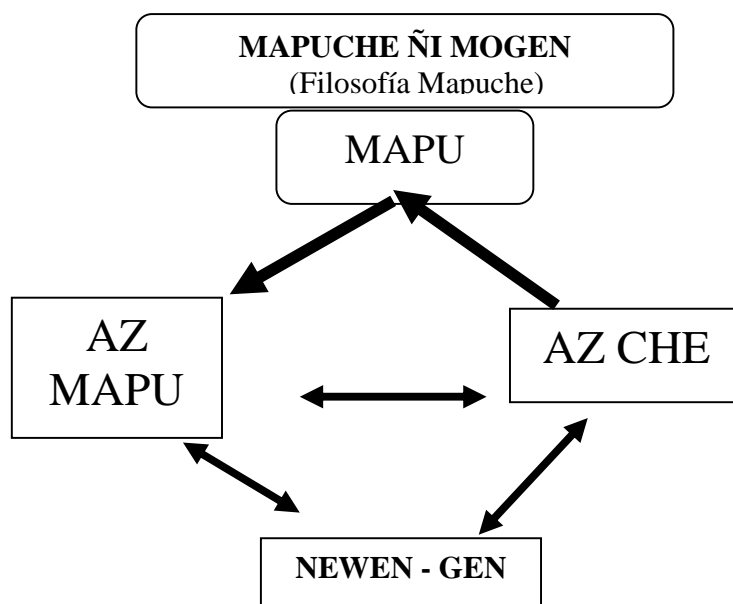 MAPUCHE ÑI MOGEN
(Filosofía Mapuche)
MAPU
AZ
MAPU
AZ CHE
NEWEN - GEN